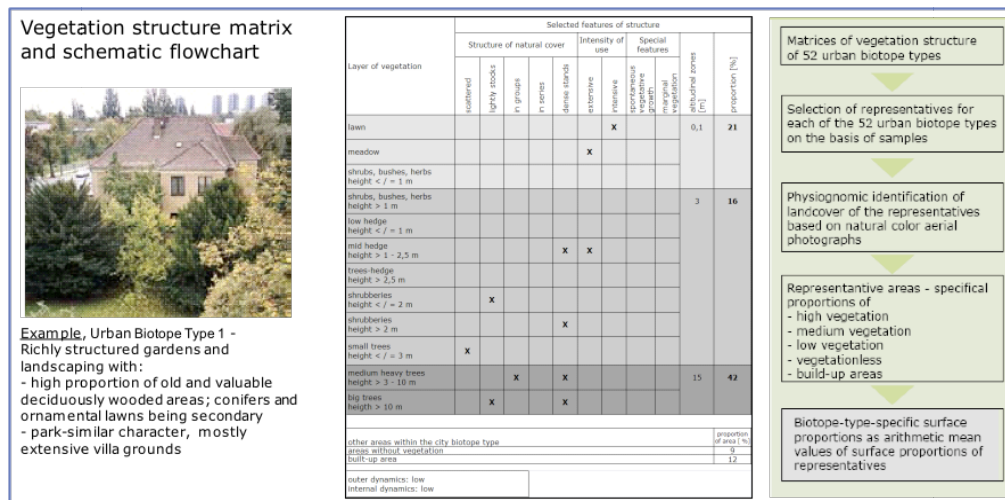 Vegetation structure matrix
and schematic flowchart
Example, Urban Biotope Type 1 -
Richly structured gardens and
landscaping with:
- high proportion of old and valuable
deciduously wooded areas; conifers and
ornamental lawns being secondary
- park-similar character, mostly
extensive villa grounds
Selected features of structure
Layer of vegetation
Structure of natural cover
Intensity of
use
Special
features
scattered
lightly stocks
in groups
in series
dense stands
extensive
intensive
spontaneous
vegetative
growth
marginal
vegetation
altitudinal zones
[m]
proportion [%]
lawn X 0,1 21
meadow X
shrubs, bushes, herbs
height < / = 1 m
shrubs, bushes, herbs
height > 1 m
3 16
low hedge
height < / = 1 m
mid hedge
height > 1 - 2,5 m
X X
trees-hedge
height > 2,5 m
shrubberies
height < / = 2 m
X
shrubberies
height > 2 m
X
small trees
height < / = 3 m
X
medium heavy trees
height > 3 - 10 m
X X 15 42
big trees
heigth > 10 m
X X
other areas within the city biotope type
proportion
of area [ %]
areas without vegetation 9
built-up area 12
outer dynamics: low
internal dynamics: low
Matrices of vegetation structure
of 52 urban biotope types
Selection of representatives for
each of the 52 urban biotope types
on the basis of samples
Physiognomic identification of
landcover of the representatives
based on natural color aerial
photographs
Representantive areas - specifical
proportions of
- high vegetation
- medium vegetation
- low vegetation
- vegetationless
- build-up areas
Biotope-type-specific surface
proportions as arithmetic mean
values of surface proportions of
representatives